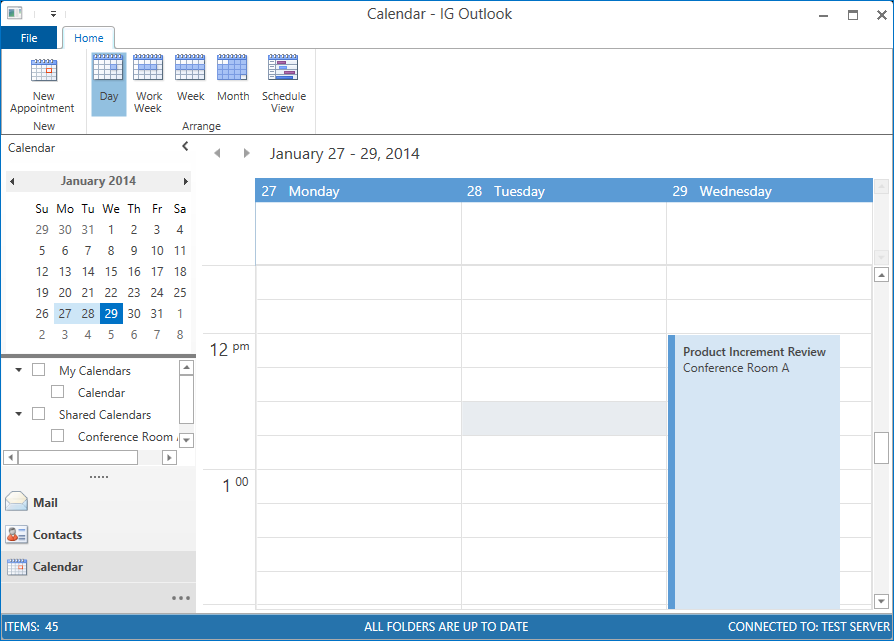 Calendar - IG Outlook
File Home
New Appointment
Day
Work Week
Week
Month
Schedule View
New
Arrange
Calendar
January 2014
Su Mo Tu We Th Fr Sa
29 30 31 1 2 3 4
5 6 7 8 9 10 11
12 13 14 15 16 17 18
19 20 21 22 23 24 25
26 27 28 29 30 31 1
2 3 4 5 6 7 8
My Calendars
Calendar
Shared Calendars
Conference Room
Mail
Contacts
Calendar
January 27 - 29, 2014
27 Monday 28 Tuesday 29 Wednesday
12 pm
Product Increment Review
Conference Room A
1 00
ITEMS: 45 ALL FOLDERS ARE UP TO DATE CONNECTED TO: TEST SERVER